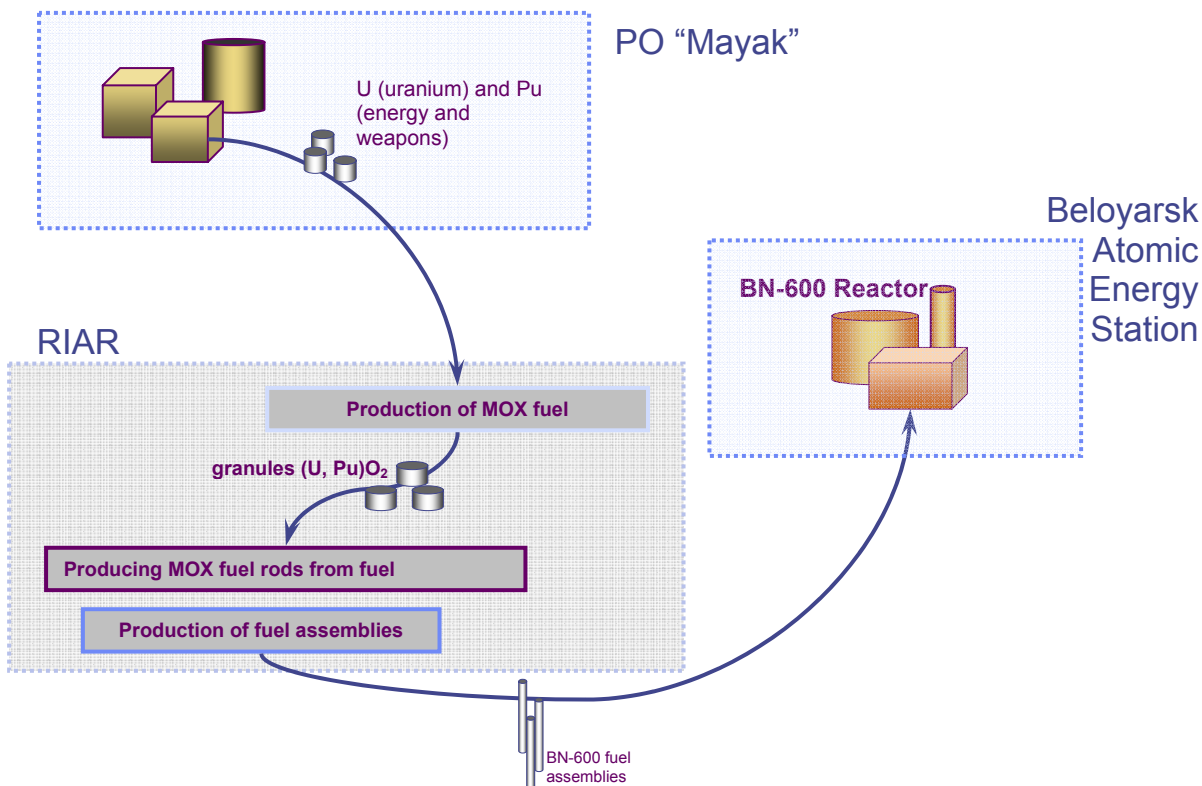 PO “Mayak”
U (uranium) and Pu
(energy and
weapons)
Beloyarsk
Atomic
Energy
Station
BN-600 Reactor
RIAR
Production of MOX fuel
granules (U, Pu)O₂
Producing MOX fuel rods from fuel
Production of fuel assemblies
BN-600 fuel
assemblies